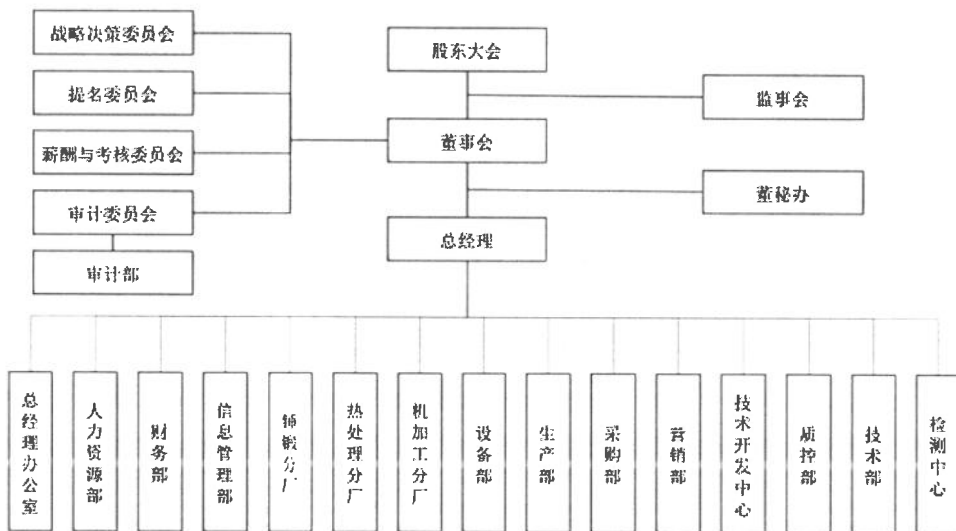 战略决策委员会
股东大会
提名委员会
监事会
董事会
薪酬与考核委员会
董秘办
审计委员会
总经理
审计部
总经理办公室
人力资源部
财务部
信息管理部
铸锻分厂
热处理分厂
机加工分厂
设备部
生产部
采购部
营销部
技术开发中心
质控部
技术部
检测中心